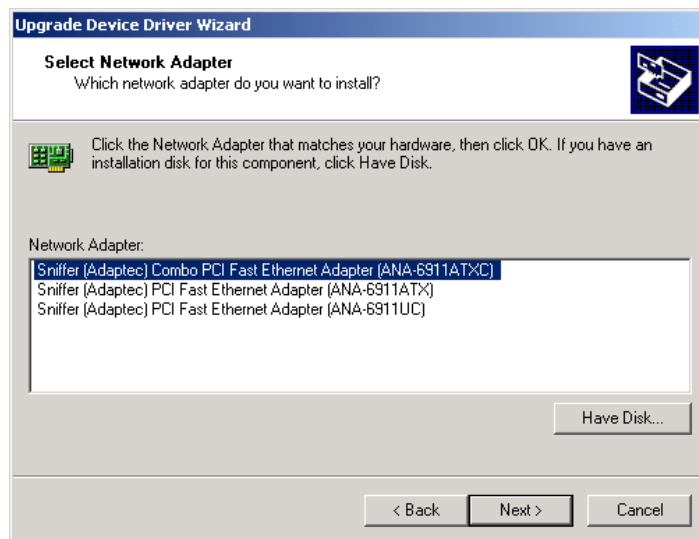 Upgrade Device Driver Wizard
Select Network Adapter
Which network adapter do you want to install?
Click the Network Adapter that matches your hardware, then click OK. If you have an
installation disk for this component, click Have Disk.
Network Adapter:
Sniffer (Adaptec) Combo PCI Fast Ethernet Adapter (ANA-6911ATXC)
Sniffer (Adaptec) PCI Fast Ethernet Adapter (ANA-6911ATX)
Sniffer (Adaptec) PCI Fast Ethernet Adapter (ANA-6911UC)
Have Disk...
< Back
Next >
Cancel